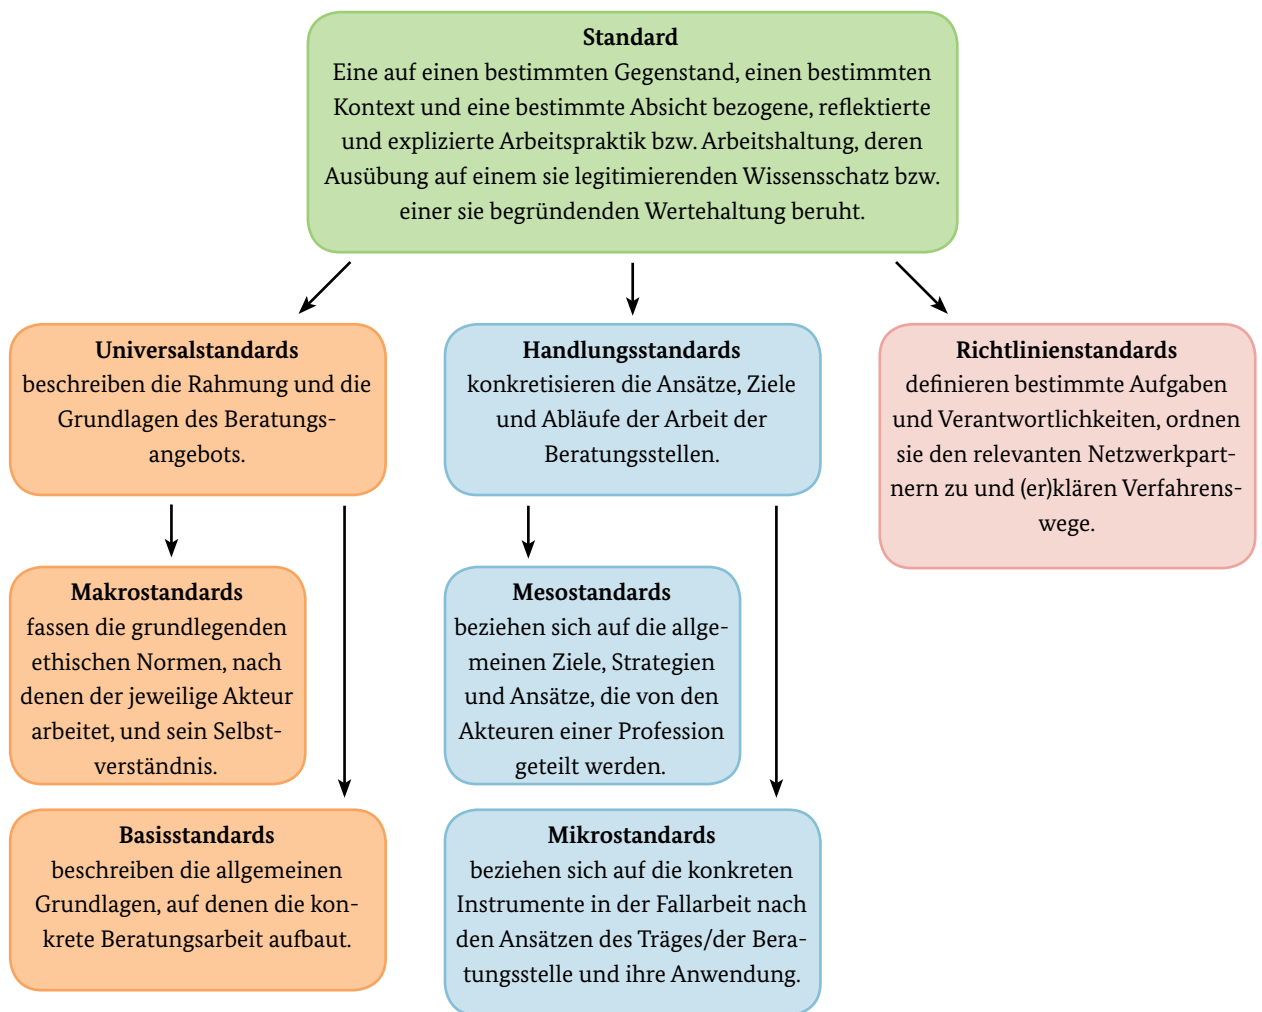 Standard
Eine auf einen bestimmten Gegenstand, einen bestimmten
Kontext und eine bestimmte Absicht bezogene, reflektierte
und explizierte Arbeitspraktik bzw. Arbeitshaltung, deren
Ausübung auf einem sie legitimierenden Wissensschatz bzw.
einer sie begründenden Wertehaltung beruht.
Universalstandards
beschreiben die Rahmung und die
Grundlagen des Beratungs-
angebots.
Handlungsstandards
konkretisieren die Ansätze, Ziele
und Abläufe der Arbeit der
Beratungsstellen.
Richtlinienstandards
definieren bestimmte Aufgaben
und Verantwortlichkeiten, ordnen
sie den relevanten Netzwerkpart-
nern zu und (er)klären Verfahrens-
wege.
Makrostandards
fassen die grundlegenden
ethischen Normen, nach
denen der jeweilige Akteur
arbeitet, und sein Selbst-
verständnis.
Mesostandards
beziehen sich auf die allge-
meinen Ziele, Strategien
und Ansätze, die von den
Akteuren einer Profession
geteilt werden.
Basisstandards
beschreiben die allgemeinen
Grundlagen, auf denen die kon-
krete Beratungsarbeit aufbaut.
Mikrostandards
beziehen sich auf die konkreten
Instrumente in der Fallarbeit nach
den Ansätzen des Träges/der Bera-
tungsstelle und ihre Anwendung.